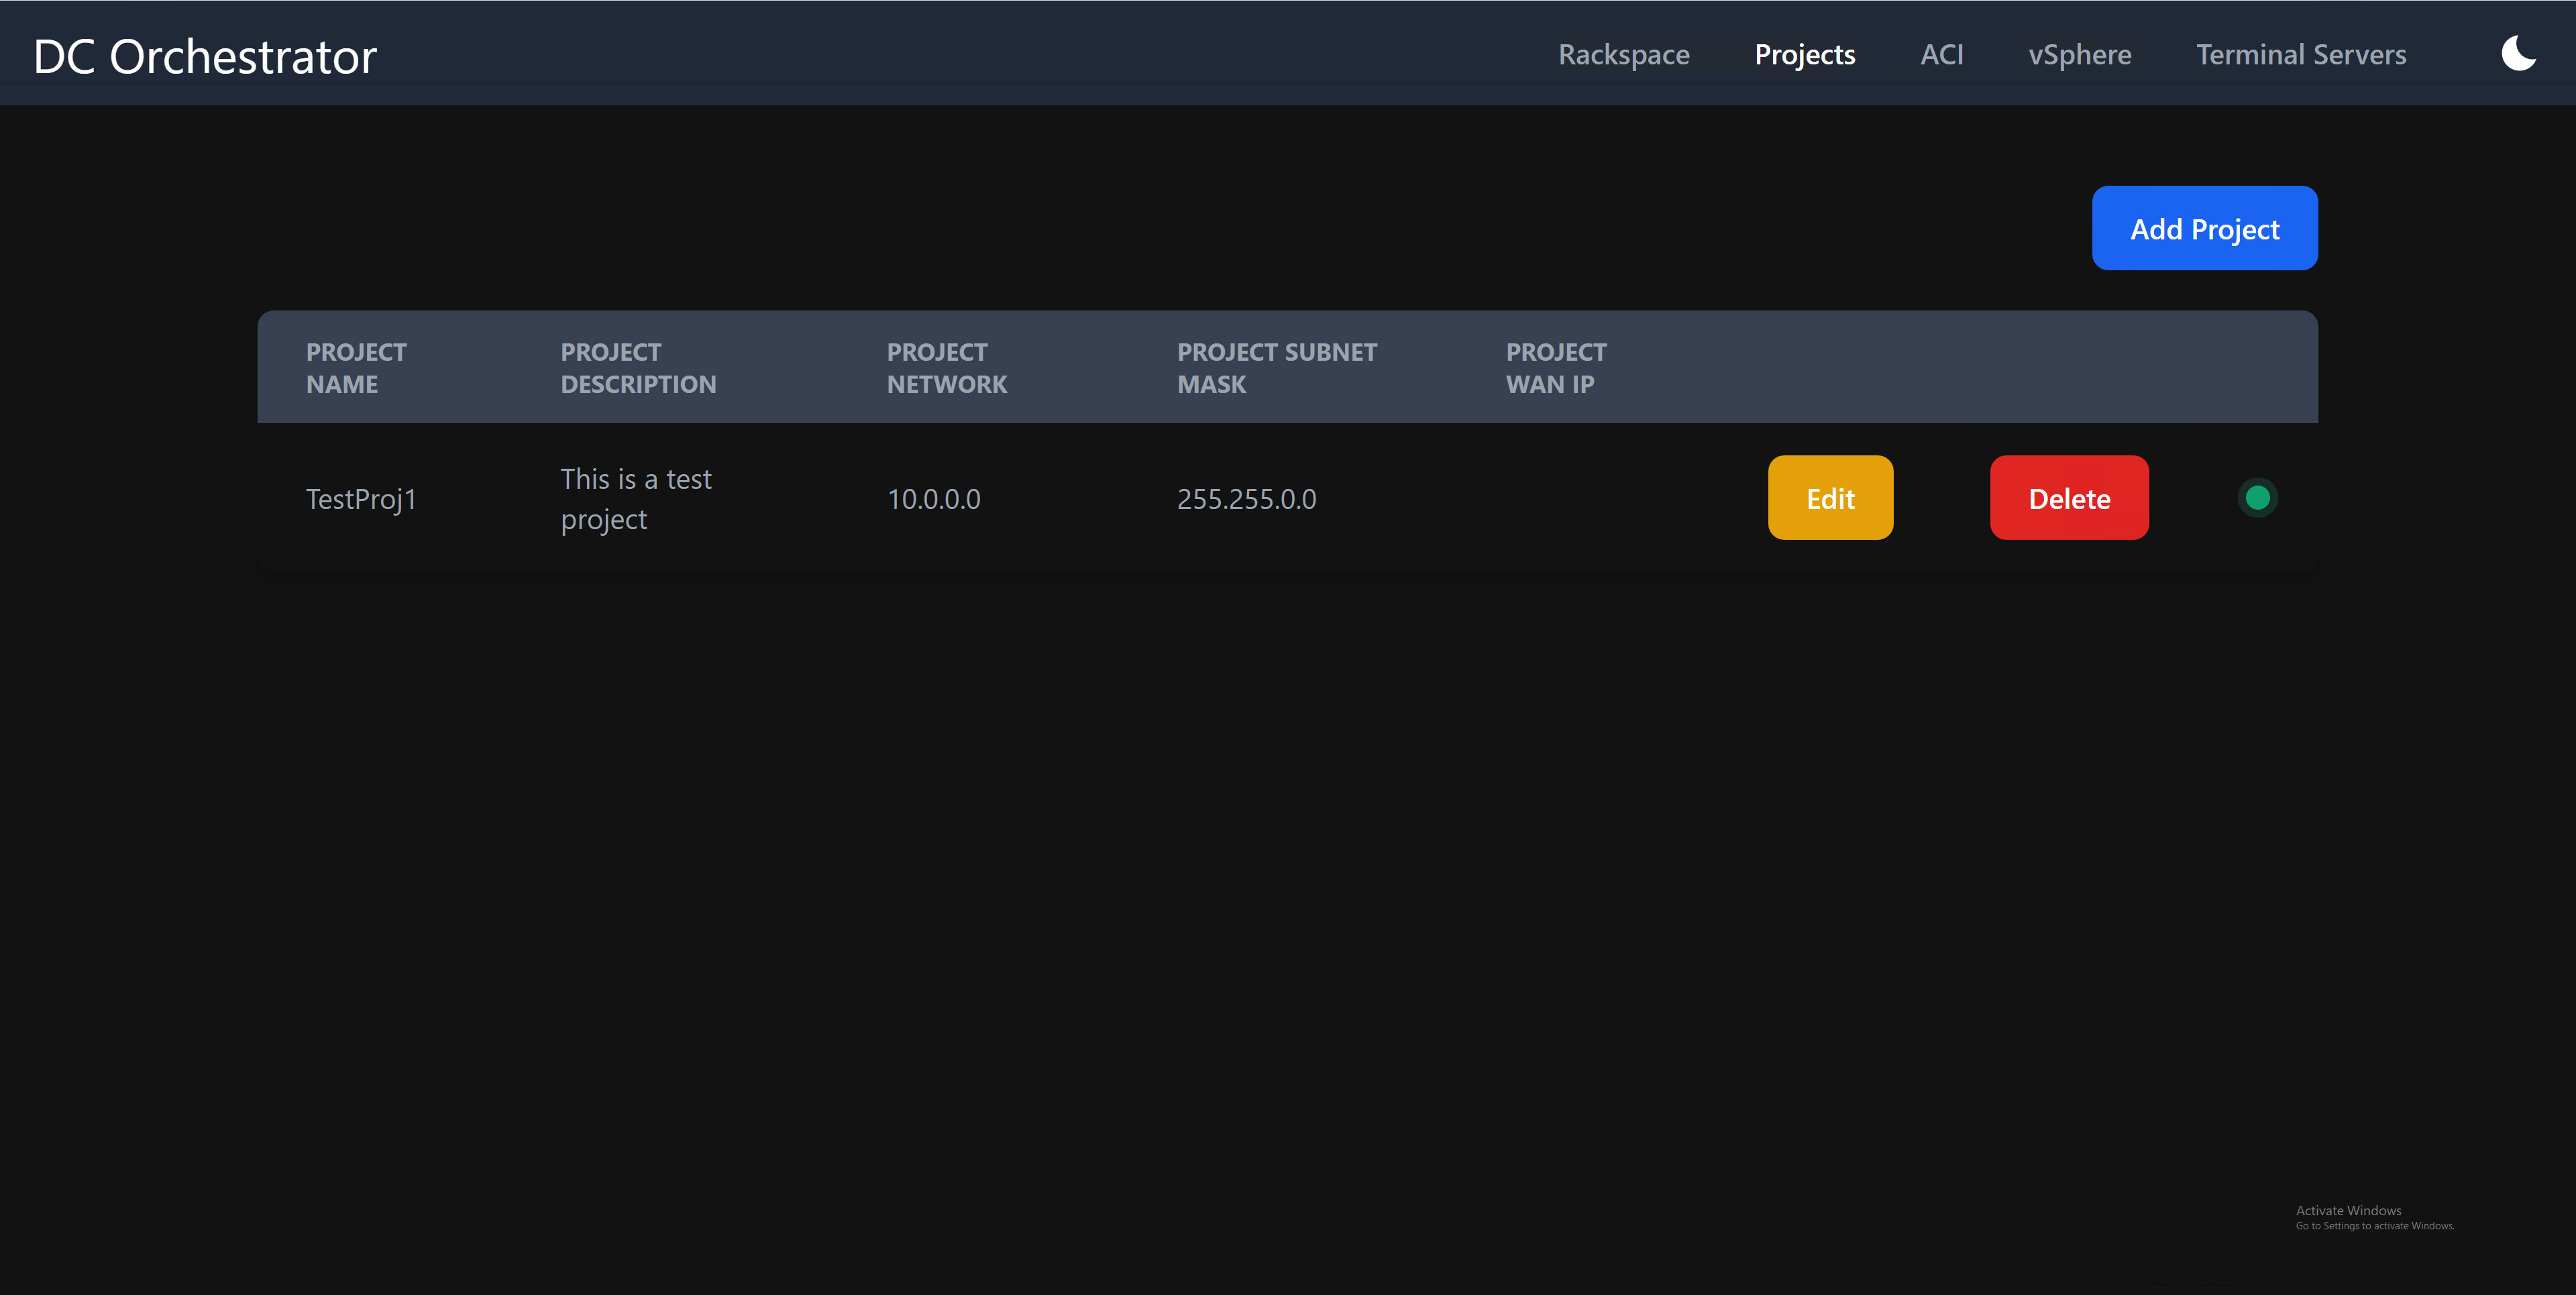 DC Orchestrator
Rackspace Projects ACI vSphere Terminal Servers
Add Project
PROJECT NAME
PROJECT DESCRIPTION
PROJECT NETWORK
PROJECT SUBNET MASK
PROJECT WAN IP
TestProj1
This is a test
project
10.0.0.0
255.255.0.0
Edit
Delete
Activate Windows
Go to Settings to activate Windows.